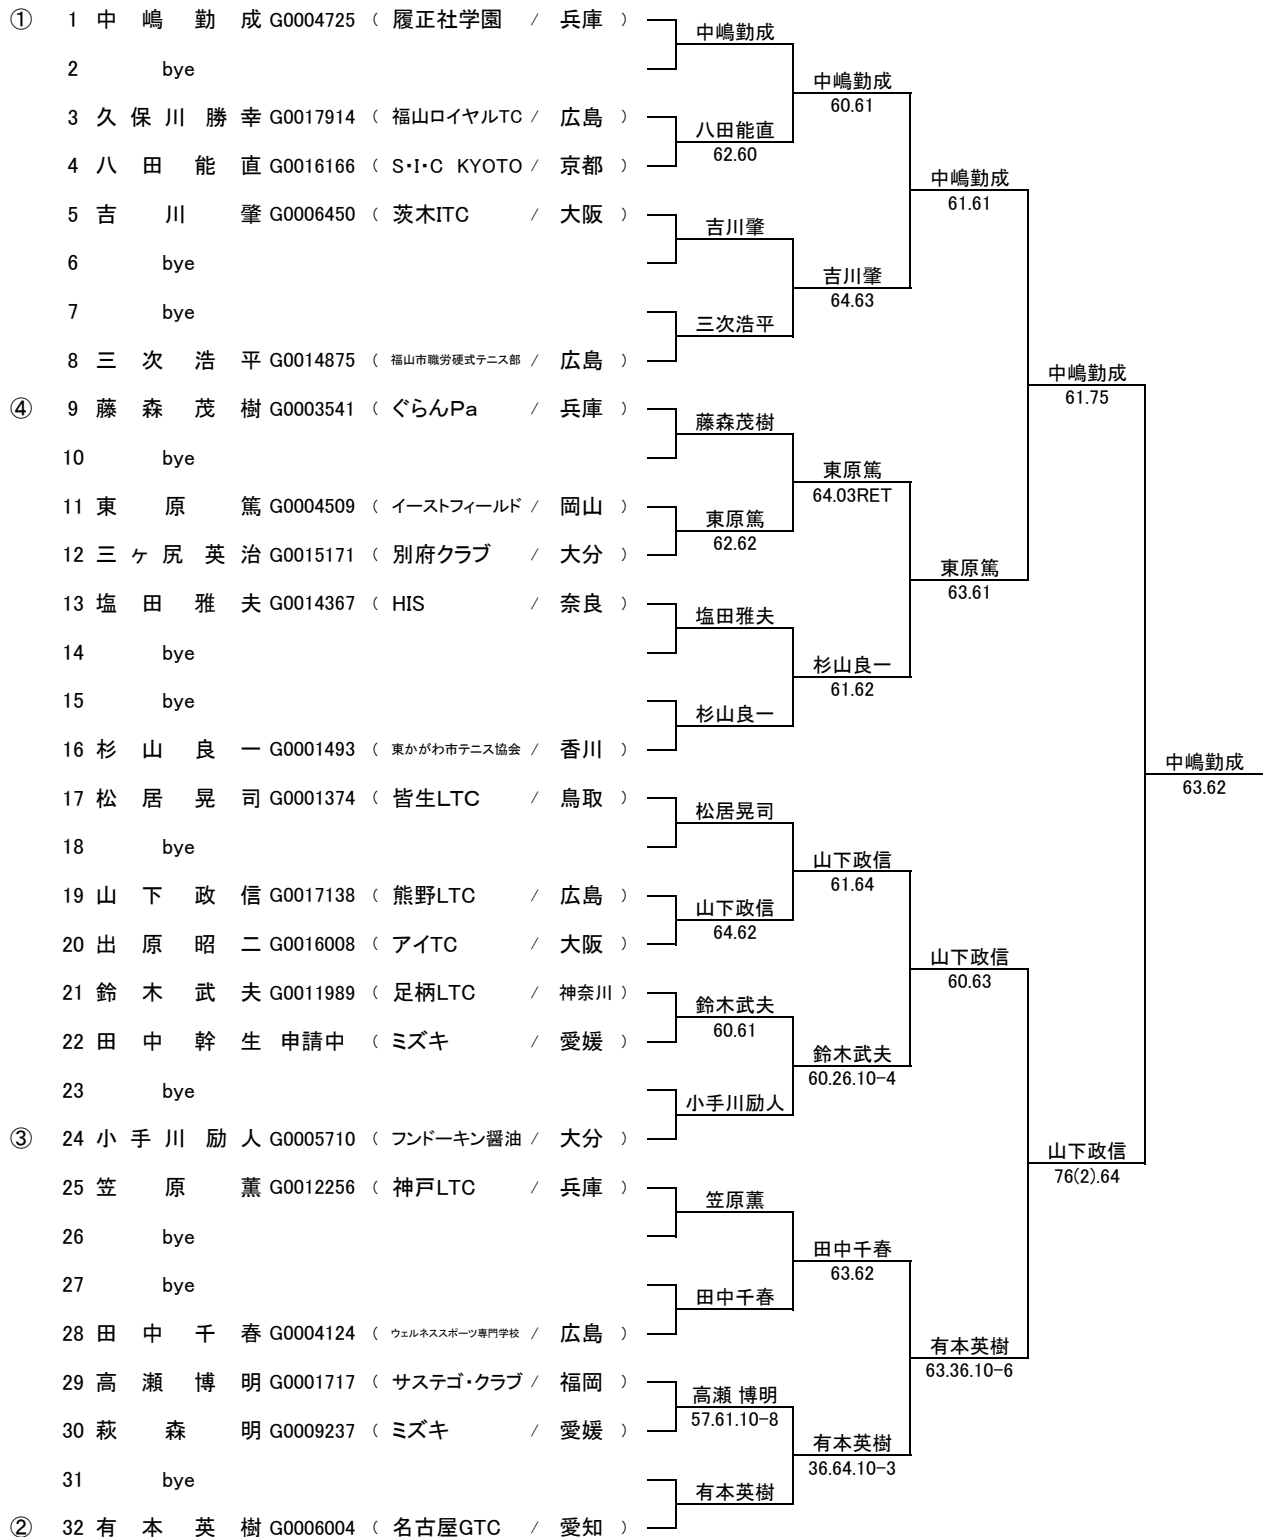 ① 1 中 嶋 勤 成 G0004725 ( 履正社学園 / 兵庫 )
中嶋勤成
2 bye
中嶋勤成
60.61
3 久 保 川 勝 幸 G0017914 ( 福山ロイヤルTC / 広島 )
八田能直
62.60
4 八 田 能 直 G0016166 ( S・I・C KYOTO / 京都 )
中嶋勤成
61.61
5 吉 川 肇 G0006450 ( 茨木ITC / 大阪 )
吉川肇
6 bye
吉川肇
64.63
7 bye
三次浩平
8 三 次 浩 平 G0014875 ( 福山市職労硬式テニス部 / 広島 )
中嶋勤成
61.75
④ 9 藤 森 茂 樹 G0003541 ( ぐらんPa / 兵庫 )
藤森茂樹
10 bye
東原篤
64.03RET
11 東 原 篤 G0004509 ( イーストフィールド / 岡山 )
東原篤
62.62
12 三 ヶ 尻 英 治 G0015171 ( 別府クラブ / 大分 )
東原篤
63.61
13 塩 田 雅 夫 G0014367 ( HIS / 奈良 )
塩田雅夫
14 bye
杉山良一
61.62
15 bye
杉山良一
16 杉 山 良 一 G0001493 ( 東かがわ市テニス協会 / 香川 )
中嶋勤成
63.62
17 松 居 晃 司 G0001374 ( 皆生LTC / 鳥取 )
松居晃司
18 bye
山下政信
61.64
19 山 下 政 信 G0017138 ( 熊野LTC / 広島 )
山下政信
64.62
20 出 原 昭 二 G0016008 ( アイTC / 大阪 )
山下政信
60.63
21 鈴 木 武 夫 G0011989 ( 足柄LTC / 神奈川 )
鈴木武夫
60.61
22 田 中 幹 生 申請中 ( ミズキ / 愛媛 )
鈴木武夫
60.26.10-4
23 bye
小手川励人
③ 24 小 手 川 励 人 G0005710 ( フンドーキン醤油 / 大分 )
山下政信
76(2).64
25 笠 原 薫 G0012256 ( 神戸LTC / 兵庫 )
笠原薫
26 bye
田中千春
63.62
27 bye
田中千春
28 田 中 千 春 G0004124 ( ウェルネススポーツ専門学校 / 広島 )
有本英樹
63.36.10-6
29 高 瀬 博 明 G0001717 ( サステゴ・クラブ / 福岡 )
高瀬 博明
57.61.10-8
30 萩 森 明 G0009237 ( ミズキ / 愛媛 )
有本英樹
36.64.10-3
31 bye
有本英樹
② 32 有 本 英 樹 G0006004 ( 名古屋GTC / 愛知 )